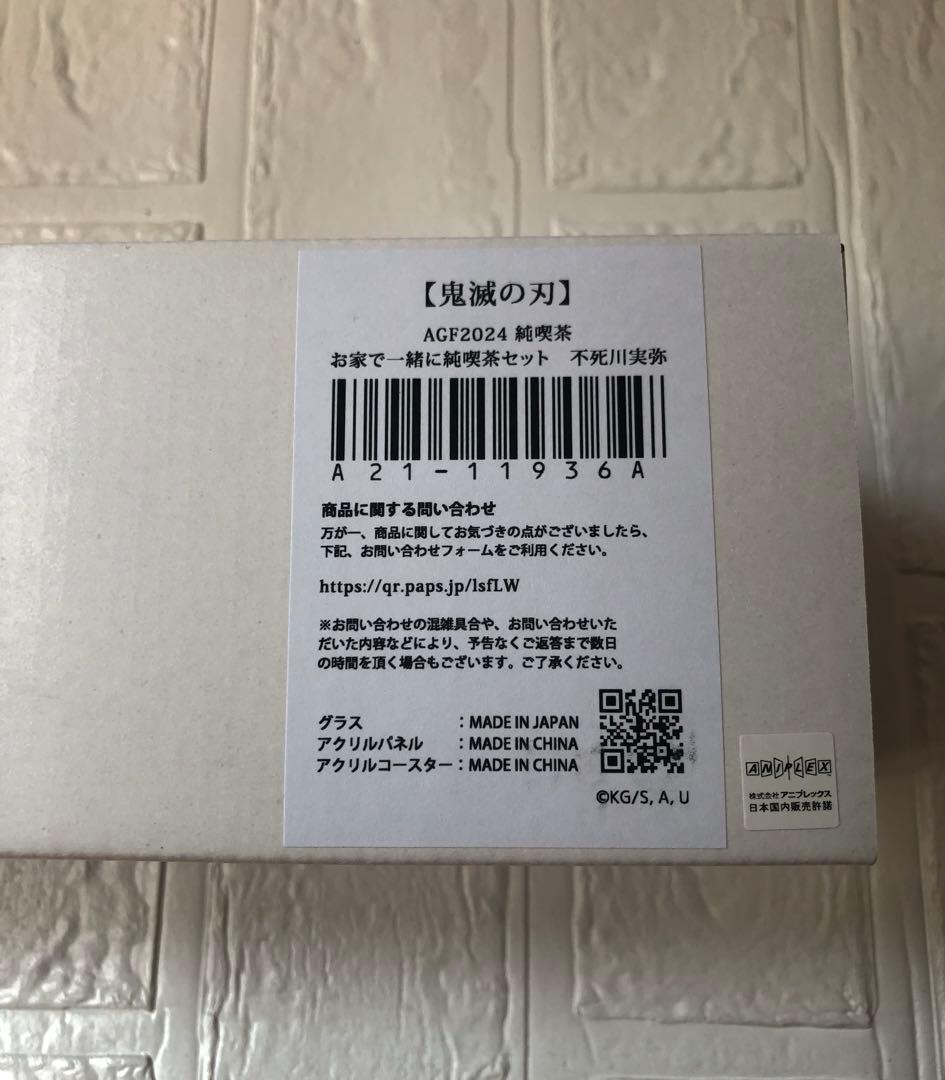 【鬼滅の刃】
AGF2024 純喫茶
お家で一緒に純喫茶セット　不死川実弥
A21-11936A
商品に関する問い合わせ
万が一、商品に関してお気づきの点がございましたら、
下記、お問い合わせフォームをご利用ください。
https://qr.paps.jp/lsfLW
※お問い合わせの混雑具合や、お問い合わせいた
だいた内容などにより、予告なくご返答まで数日
の時間を頂く場合もございます。ご了承ください。
グラス　　　　　　：MADE IN JAPAN
アクリルパネル　　：MADE IN CHINA
アクリルコースター：MADE IN CHINA
©KG/S, A, U
ANIPLEX
株式会社アニプレックス
日本国内販売許諾